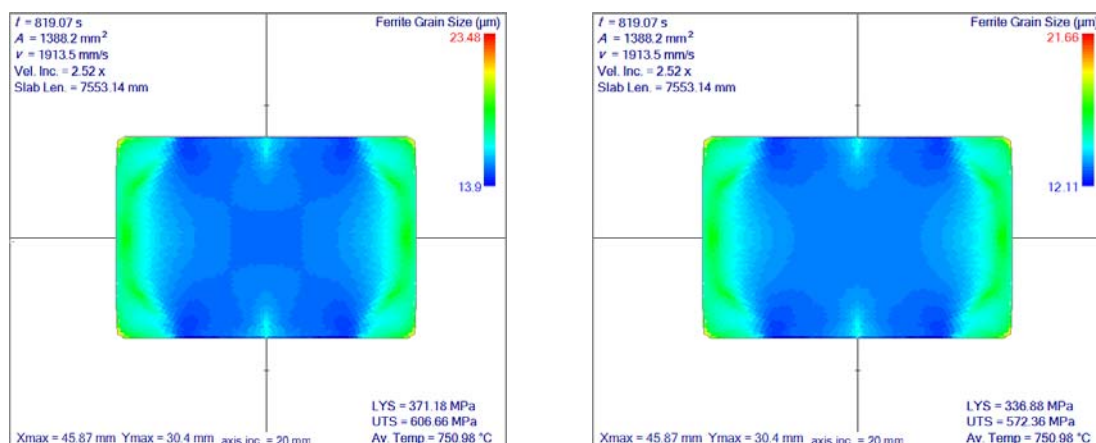 t = 819.07 s
A = 1388.2 mm²
v = 1913.5 mm/s
Vel. Inc. = 2.52 x
Slab Len. = 7553.14 mm
Ferrite Grain Size (µm)
23.48
13.9
LYS = 371.18 MPa
UTS = 606.66 MPa
Xmax = 45.87 mm Ymax = 30.4 mm axis inc. = 20 mm Av. Temp = 750.98 °C
t = 819.07 s
A = 1388.2 mm²
v = 1913.5 mm/s
Vel. Inc. = 2.52 x
Slab Len. = 7553.14 mm
Ferrite Grain Size (µm)
21.66
12.11
LYS = 336.88 MPa
UTS = 572.36 MPa
Xmax = 45.87 mm Ymax = 30.4 mm axis inc. = 20 mm Av. Temp = 750.98 °C